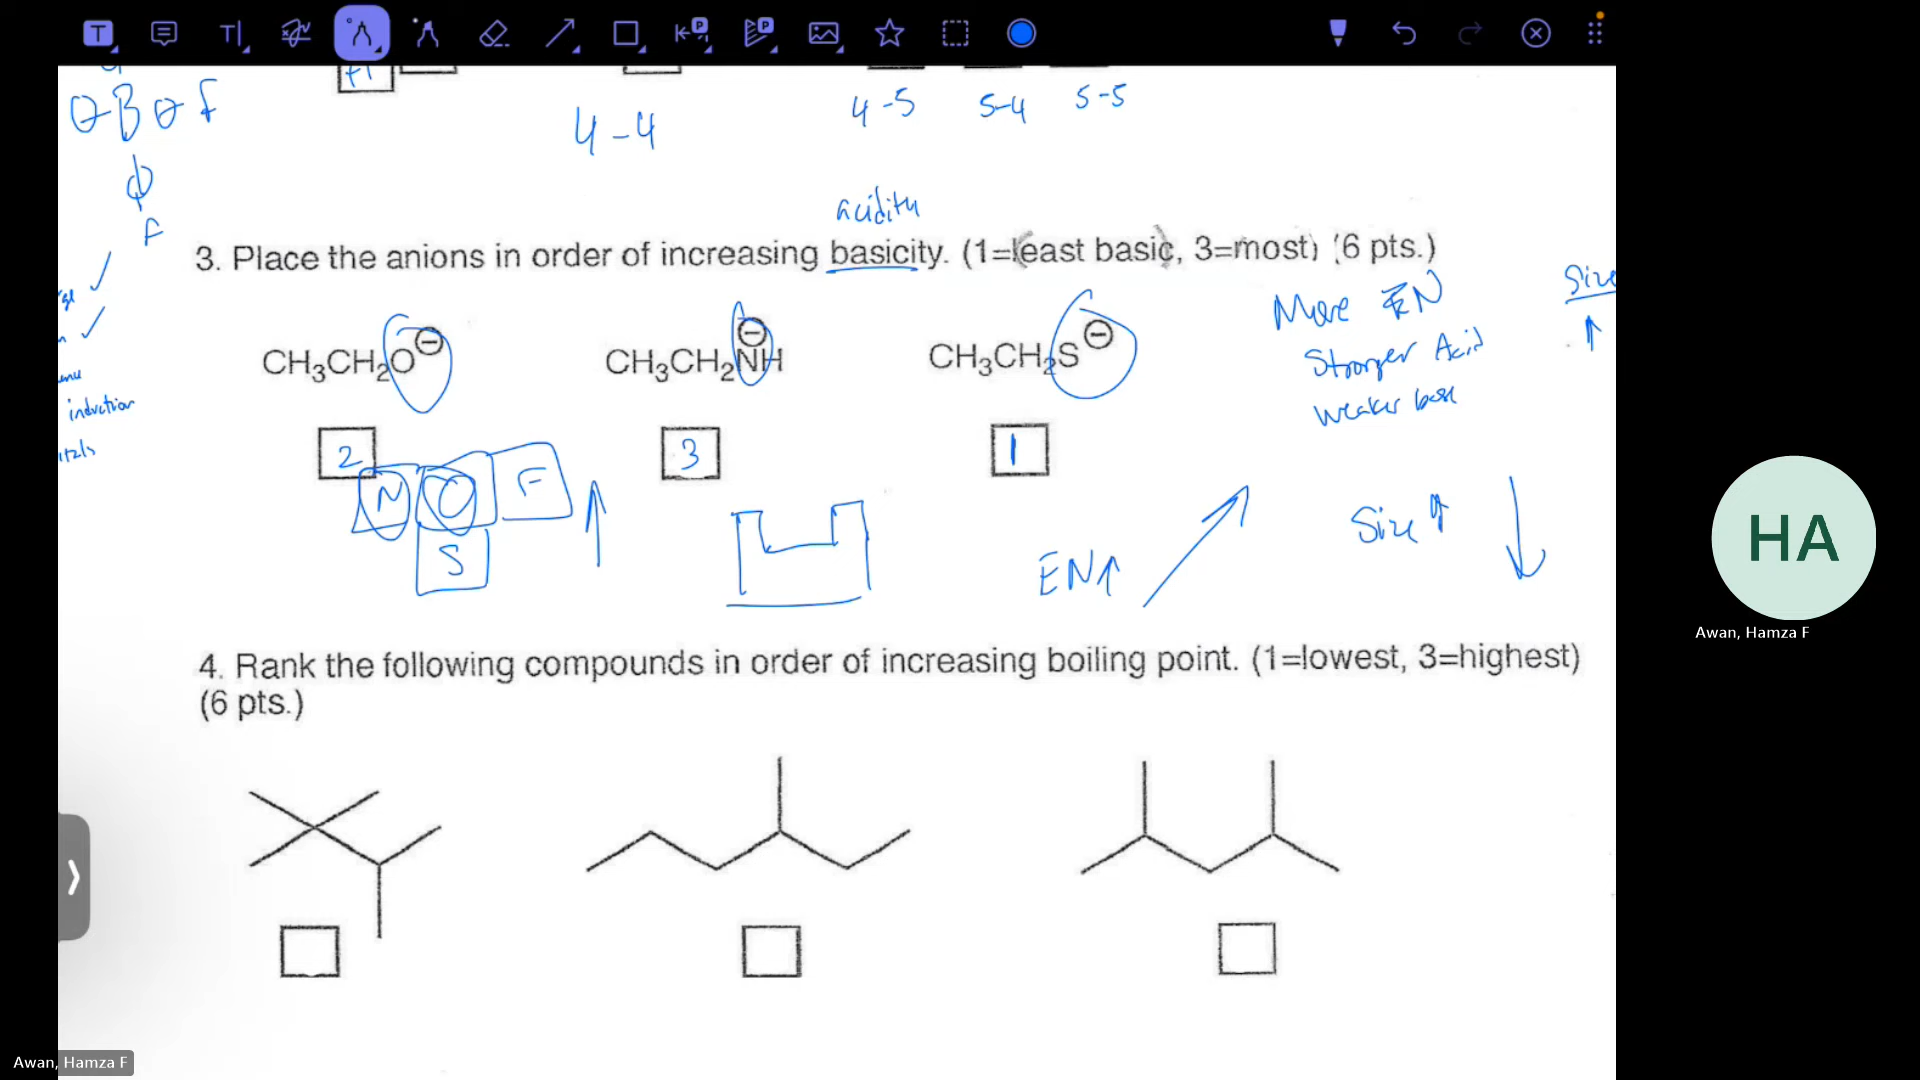 T
T|
P
P
O B O F
F
4-4
4-5
5-4
5-5
acidity
3. Place the anions in order of increasing basicity. (1=least basic, 3=most) (6 pts.)
CH3CH2O⊖
CH3CH2NH⊖
CH3CH2S⊖
More EN
Stronger Acid
Weaker base
Size
↑
induction
2
3
1
N O F
S
↑
EN↑
Size ↑
4. Rank the following compounds in order of increasing boiling point. (1=lowest, 3=highest)
(6 pts.)
HA
Awan, Hamza F
Awan, Hamza F